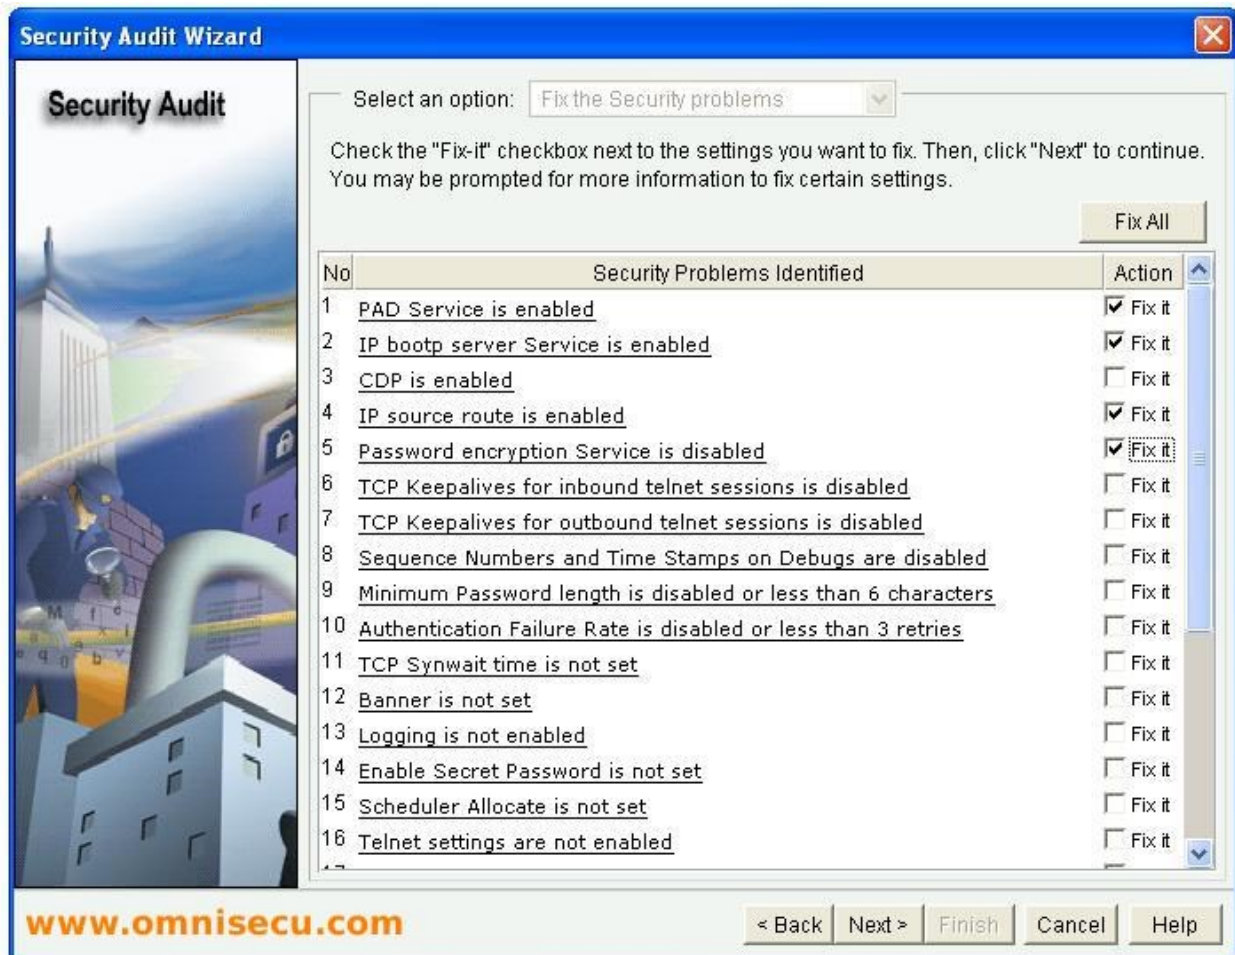 Security Audit Wizard
Security Audit
Select an option: Fix the Security problems
Check the "Fix-it" checkbox next to the settings you want to fix. Then, click "Next" to continue.
You may be prompted for more information to fix certain settings.
Fix All
No Security Problems Identified Action
1 PAD Service is enabled Fix it
2 IP bootp server Service is enabled Fix it
3 CDP is enabled Fix it
4 IP source route is enabled Fix it
5 Password encryption Service is disabled Fix it
6 TCP Keepalives for inbound telnet sessions is disabled Fix it
7 TCP Keepalives for outbound telnet sessions is disabled Fix it
8 Sequence Numbers and Time Stamps on Debugs are disabled Fix it
9 Minimum Password length is disabled or less than 6 characters Fix it
10 Authentication Failure Rate is disabled or less than 3 retries Fix it
11 TCP Synwait time is not set Fix it
12 Banner is not set Fix it
13 Logging is not enabled Fix it
14 Enable Secret Password is not set Fix it
15 Scheduler Allocate is not set Fix it
16 Telnet settings are not enabled Fix it
www.omnisecu.com
< Back Next > Finish Cancel Help